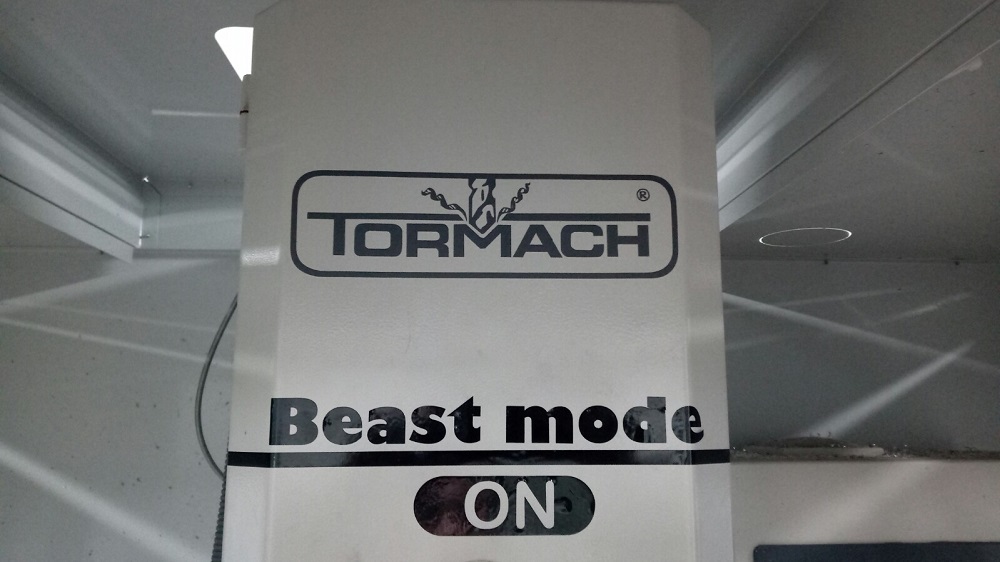 TORMACH ®
Beast mode
ON